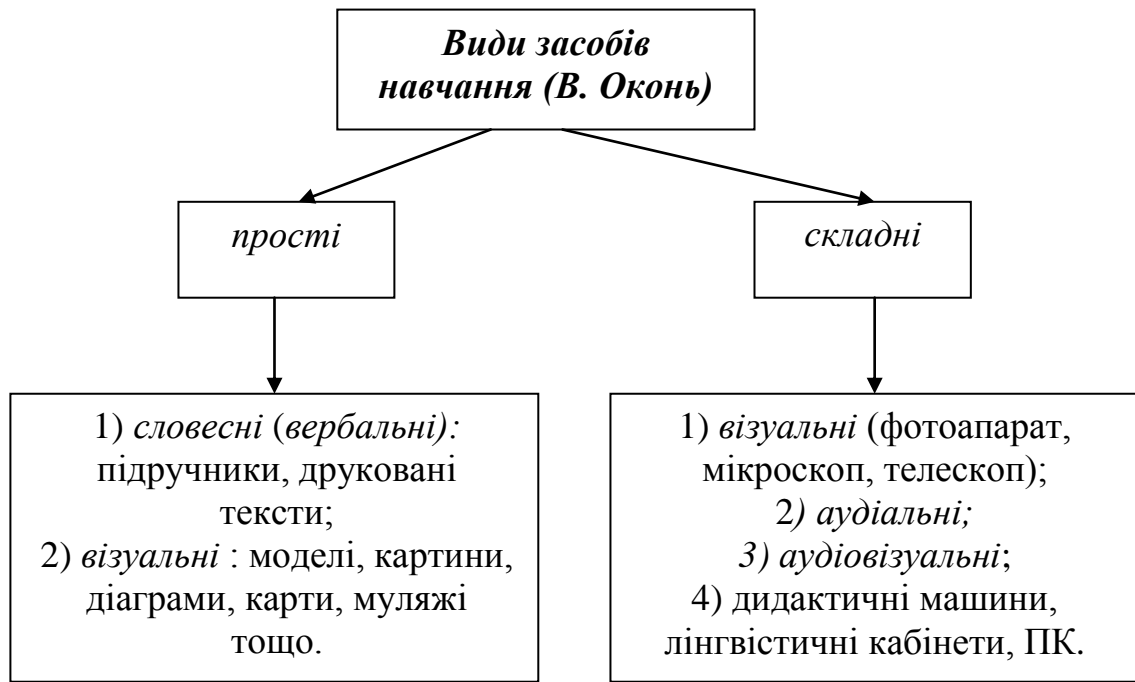 Види засобів
навчання (В. Оконь)
прості
складні
1) словесні (вербальні):
підручники, друковані
тексти;
2) візуальні : моделі, картини,
діаграми, карти, муляжі
тощо.
1) візуальні (фотоапарат,
мікроскоп, телескоп);
2) аудіальні;
3) аудіовізуальні;
4) дидактичні машини,
лінгвістичні кабінети, ПК.